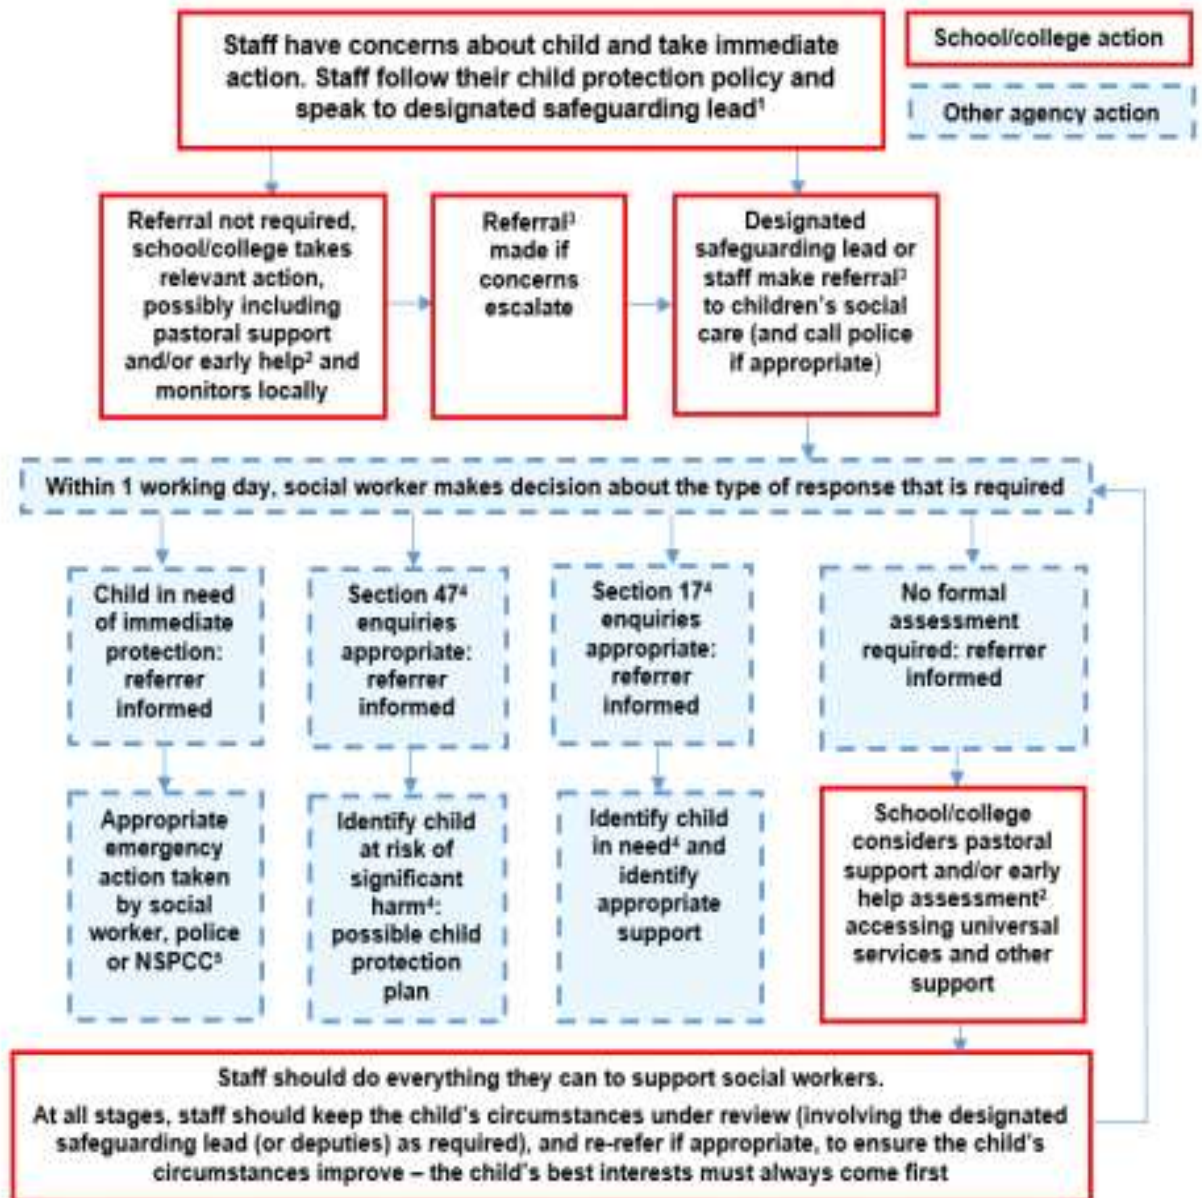 Staff have concerns about child and take immediate
action. Staff follow their child protection policy and
speak to designated safeguarding lead¹
School/college action
Other agency action
Referral not required,
school/college takes
relevant action,
possibly including
pastoral support
and/or early help² and
monitors locally
Referral³
made if
concerns
escalate
Designated
safeguarding lead or
staff make referral³
to children's social
care (and call police
if appropriate)
Within 1 working day, social worker makes decision about the type of response that is required
Child in need
of immediate
protection:
referrer
informed
Section 47⁴
enquiries
appropriate:
referrer
informed
Section 17⁴
enquiries
appropriate:
referrer
informed
No formal
assessment
required: referrer
informed
Appropriate
emergency
action taken
by social
worker, police
or NSPCC⁵
Identify child
at risk of
significant
harm⁴:
possible child
protection
plan
Identify child
in need⁴ and
identify
appropriate
support
School/college
considers pastoral
support and/or early
help assessment²
accessing universal
services and other
support
Staff should do everything they can to support social workers.
At all stages, staff should keep the child's circumstances under review (involving the designated
safeguarding lead (or deputies) as required), and re-refer if appropriate, to ensure the child's
circumstances improve – the child's best interests must always come first